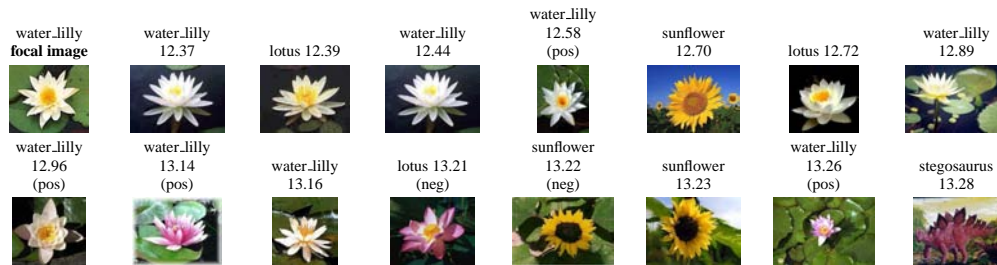 water_lilly
focal image
water_lilly
12.37
lotus 12.39
water_lilly
12.44
water_lilly
12.58
(pos)
sunflower
12.70
lotus 12.72
water_lilly
12.89
water_lilly
12.96
(pos)
water_lilly
13.14
(pos)
water_lilly
13.16
lotus 13.21
(neg)
sunflower
13.22
(neg)
sunflower
13.23
water_lilly
13.26
(pos)
stegosaurus
13.28